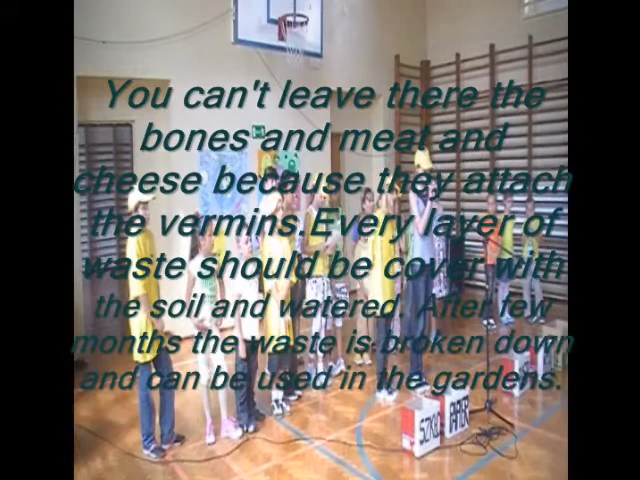 You can't leave there the
bones and meat and
cheese because they attach
the vermins.Every layer of
waste should be cover with
the soil and watered. After few
months the waste is broken down
and can be used in the gardens.
SZKŁO
PAPIER